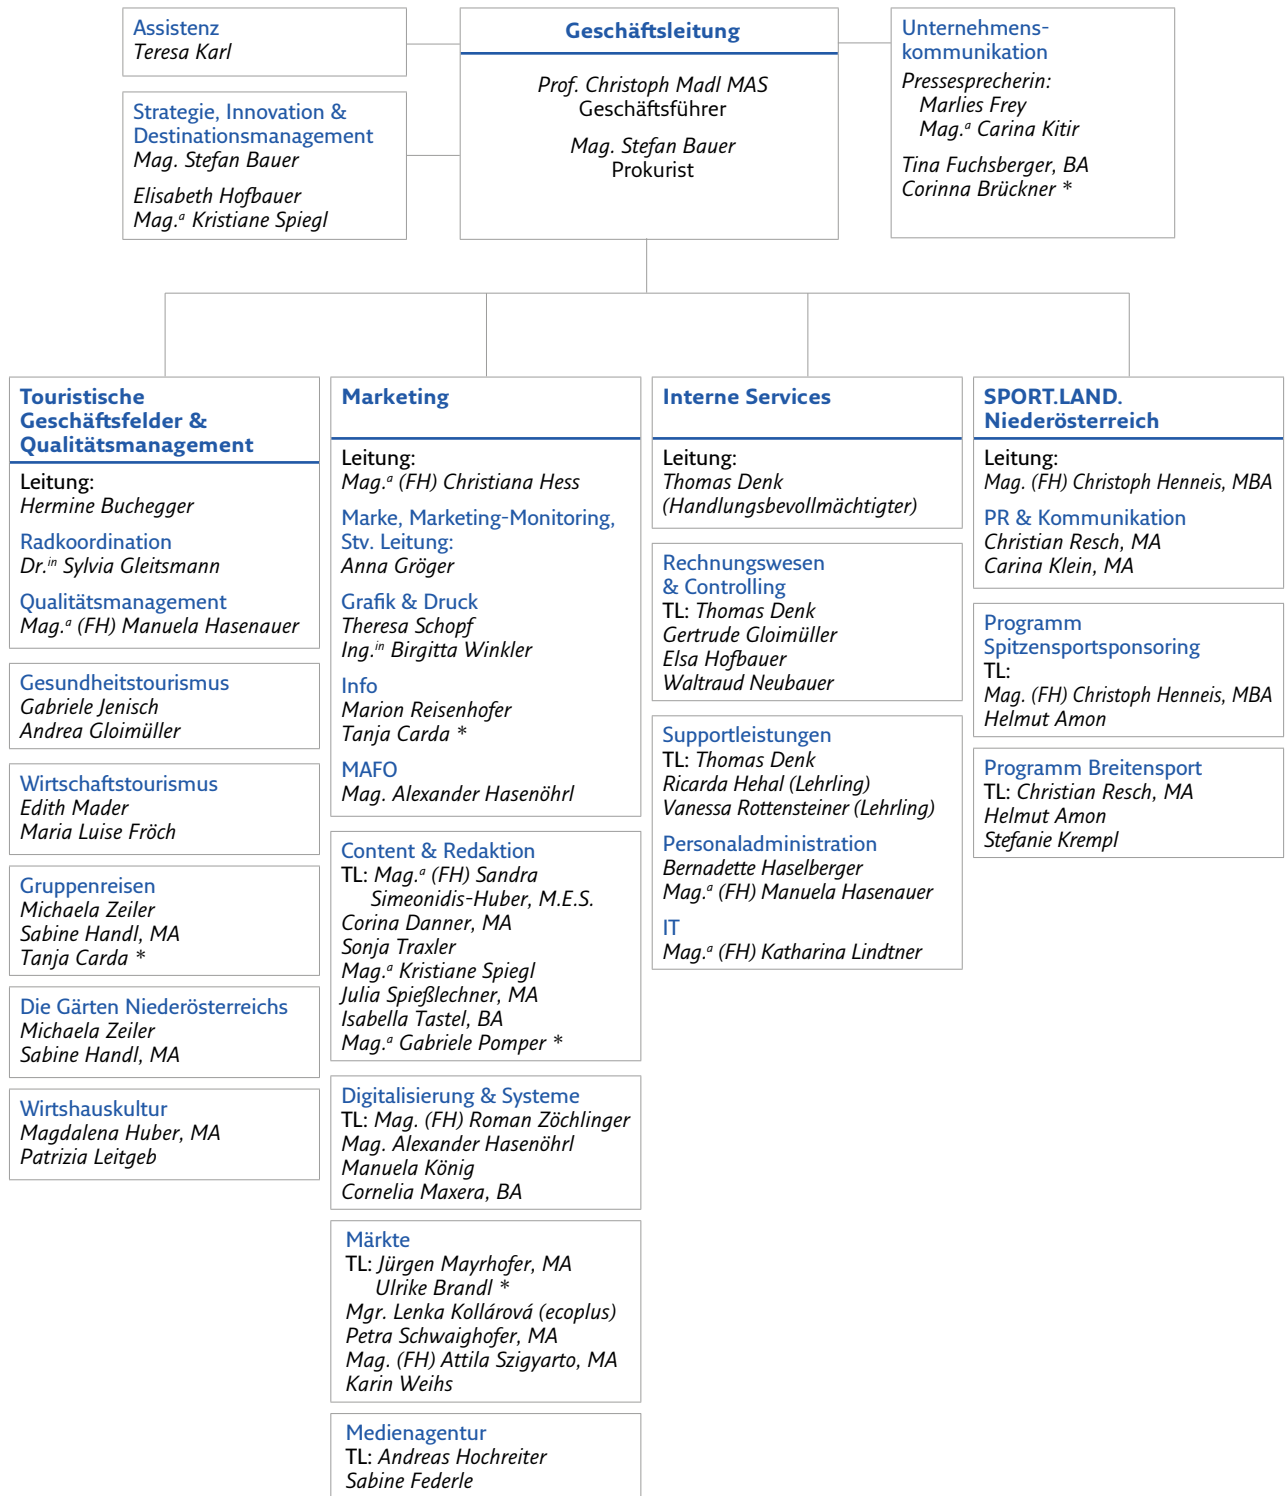 Assistenz
Teresa Karl
Strategie, Innovation &
Destinationsmanagement
Mag. Stefan Bauer
Elisabeth Hofbauer
Mag.ª Kristiane Spiegl
Geschäftsleitung
Prof. Christoph Madl MAS
Geschäftsführer
Mag. Stefan Bauer
Prokurist
Unternehmens-
kommunikation
Pressesprecherin:
Marlies Frey
Mag.ª Carina Kitir
Tina Fuchsberger, BA
Corinna Brückner *
Touristische
Geschäftsfelder &
Qualitätsmanagement
Leitung:
Hermine Buchegger
Radkoordination
Dr.ⁱⁿ Sylvia Gleitsmann
Qualitätsmanagement
Mag.ª (FH) Manuela Hasenauer
Gesundheitstourismus
Gabriele Jenisch
Andrea Gloimüller
Wirtschaftstourismus
Edith Mader
Maria Luise Fröch
Gruppenreisen
Michaela Zeiler
Sabine Handl, MA
Tanja Carda *
Die Gärten Niederösterreichs
Michaela Zeiler
Sabine Handl, MA
Wirtshauskultur
Magdalena Huber, MA
Patrizia Leitgeb
Marketing
Leitung:
Mag.ª (FH) Christiana Hess
Marke, Marketing-Monitoring,
Stv. Leitung:
Anna Gröger
Grafik & Druck
Theresa Schopf
Ing.ⁱⁿ Birgitta Winkler
Info
Marion Reisenhofer
Tanja Carda *
MAFO
Mag. Alexander Hasenöhrl
Content & Redaktion
TL: Mag.ª (FH) Sandra
Simeonidis-Huber, M.E.S.
Corina Danner, MA
Sonja Traxler
Mag.ª Kristiane Spiegl
Julia Spießlechner, MA
Isabella Tastel, BA
Mag.ª Gabriele Pomper *
Digitalisierung & Systeme
TL: Mag. (FH) Roman Zöchlinger
Mag. Alexander Hasenöhrl
Manuela König
Cornelia Maxera, BA
Märkte
TL: Jürgen Mayrhofer, MA
Ulrike Brandl *
Mgr. Lenka Kollárová (ecoplus)
Petra Schwaighofer, MA
Mag. (FH) Attila Szigyarto, MA
Karin Weihs
Medienagentur
TL: Andreas Hochreiter
Sabine Federle
Interne Services
Leitung:
Thomas Denk
(Handlungsbevollmächtigter)
Rechnungswesen
& Controlling
TL: Thomas Denk
Gertrude Gloimüller
Elsa Hofbauer
Waltraud Neubauer
Supportleistungen
TL: Thomas Denk
Ricarda Hehal (Lehrling)
Vanessa Rottensteiner (Lehrling)
Personaladministration
Bernadette Haselberger
Mag.ª (FH) Manuela Hasenauer
IT
Mag.ª (FH) Katharina Lindtner
SPORT.LAND.
Niederösterreich
Leitung:
Mag. (FH) Christoph Henneis, MBA
PR & Kommunikation
Christian Resch, MA
Carina Klein, MA
Programm
Spitzensportsponsoring
TL:
Mag. (FH) Christoph Henneis, MBA
Helmut Amon
Programm Breitensport
TL: Christian Resch, MA
Helmut Amon
Stefanie Krempl